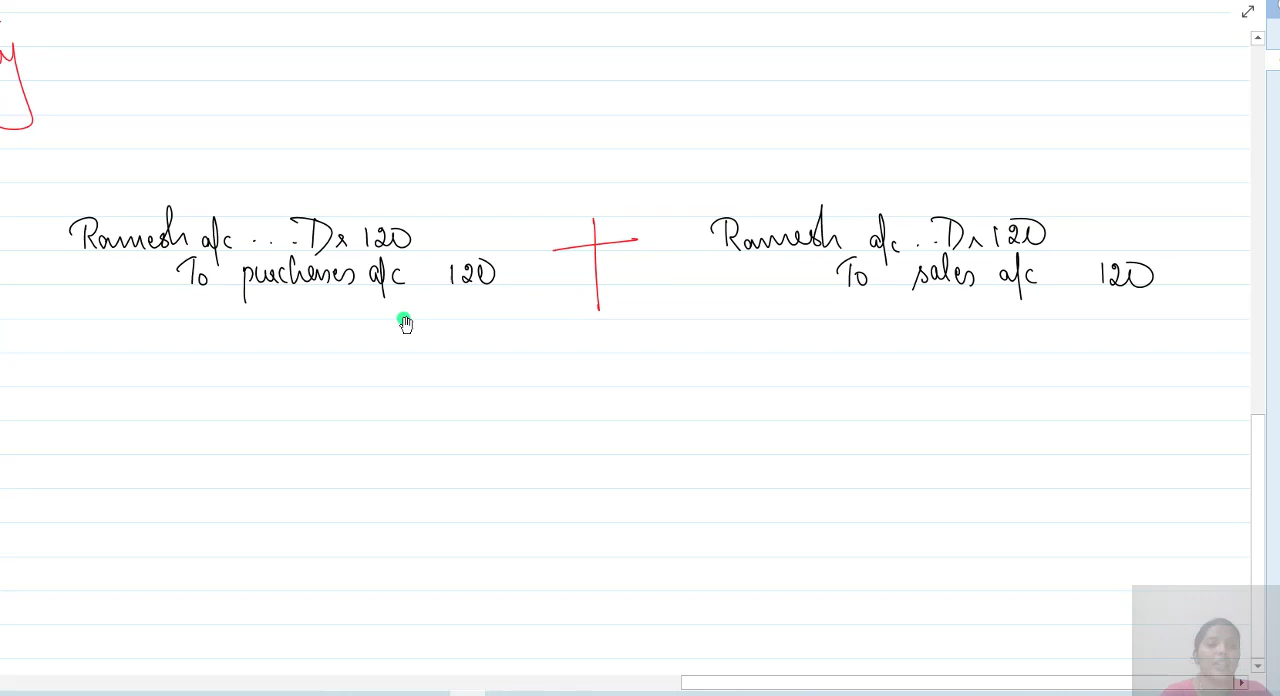 y
Ramesh a/c ... Dr 120
To purchases a/c 120
+
Ramesh a/c .. Dr 120
To sales a/c 120